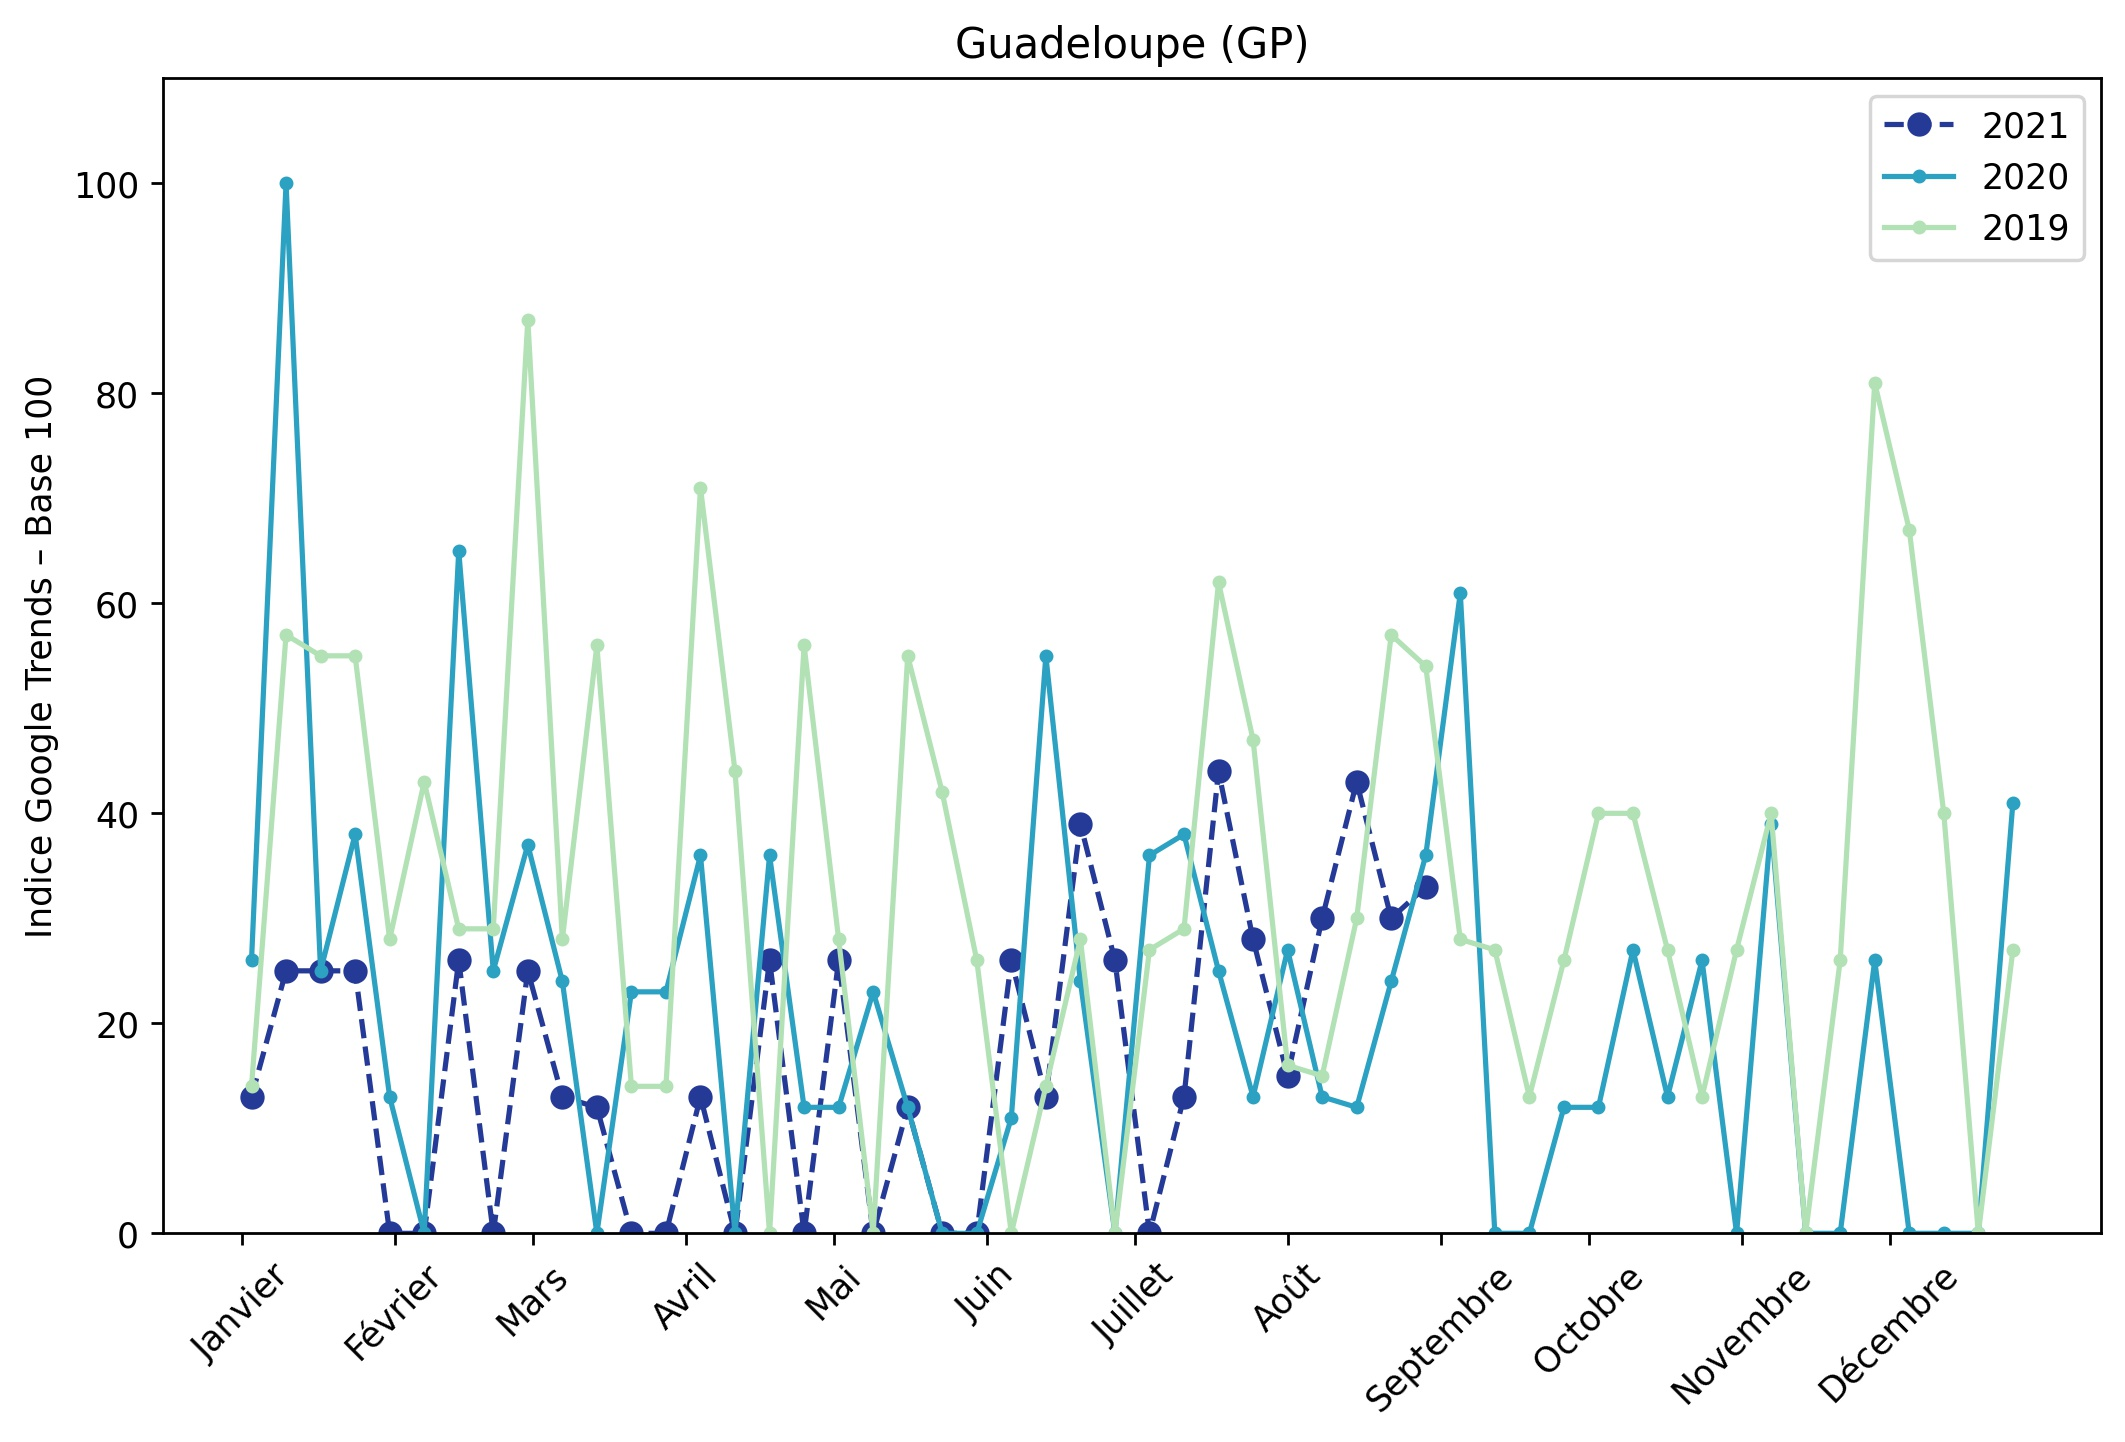 Guadeloupe (GP)
Indice Google Trends – Base 100
100
80
60
40
20
0
2021
2020
2019
Janvier
Février
Mars
Avril
Mai
Juin
Juillet
Août
Septembre
Octobre
Novembre
Décembre